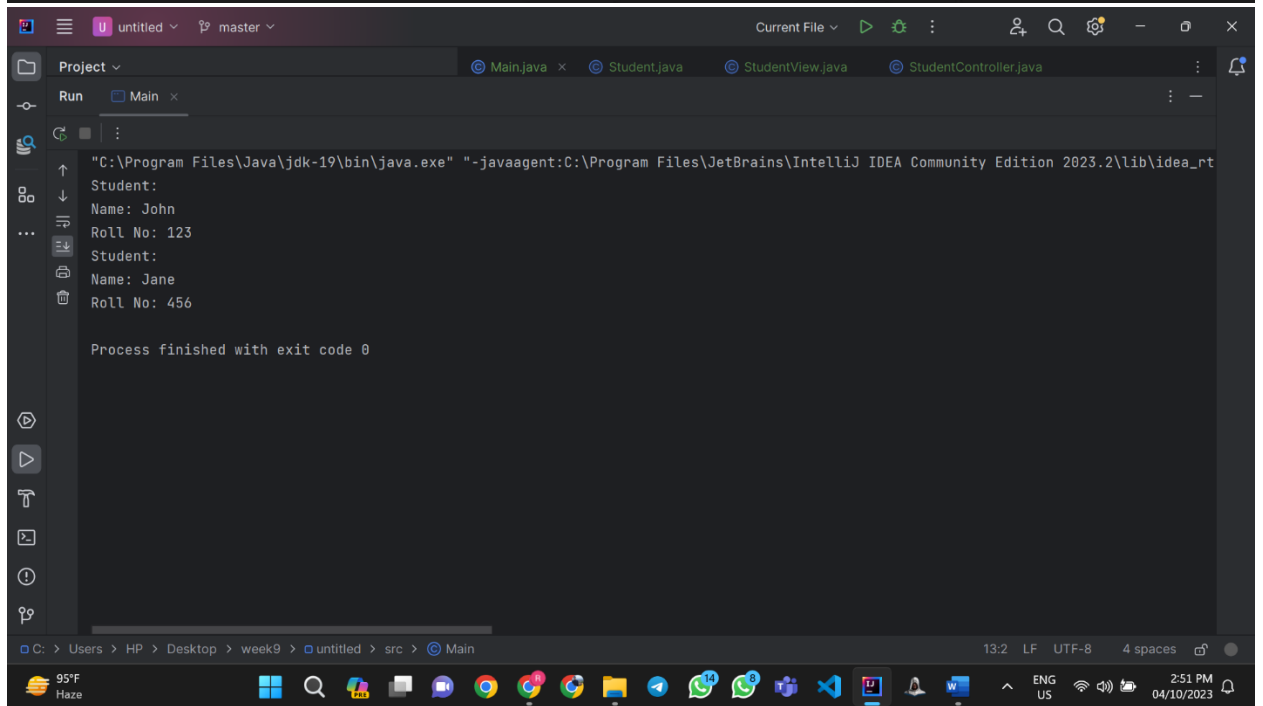 U untitled master Current File
Project Main.java Student.java StudentView.java StudentController.java
Run Main
"C:\Program Files\Java\jdk-19\bin\java.exe" "-javaagent:C:\Program Files\JetBrains\IntelliJ IDEA Community Edition 2023.2\lib\idea_rt
Student:
Name: John
Roll No: 123
Student:
Name: Jane
Roll No: 456
Process finished with exit code 0
C: > Users > HP > Desktop > week9 > untitled > src > Main 13:2 LF UTF-8 4 spaces
95°F
Haze
PRE
R
14
8
ENG
US
2:51 PM
04/10/2023